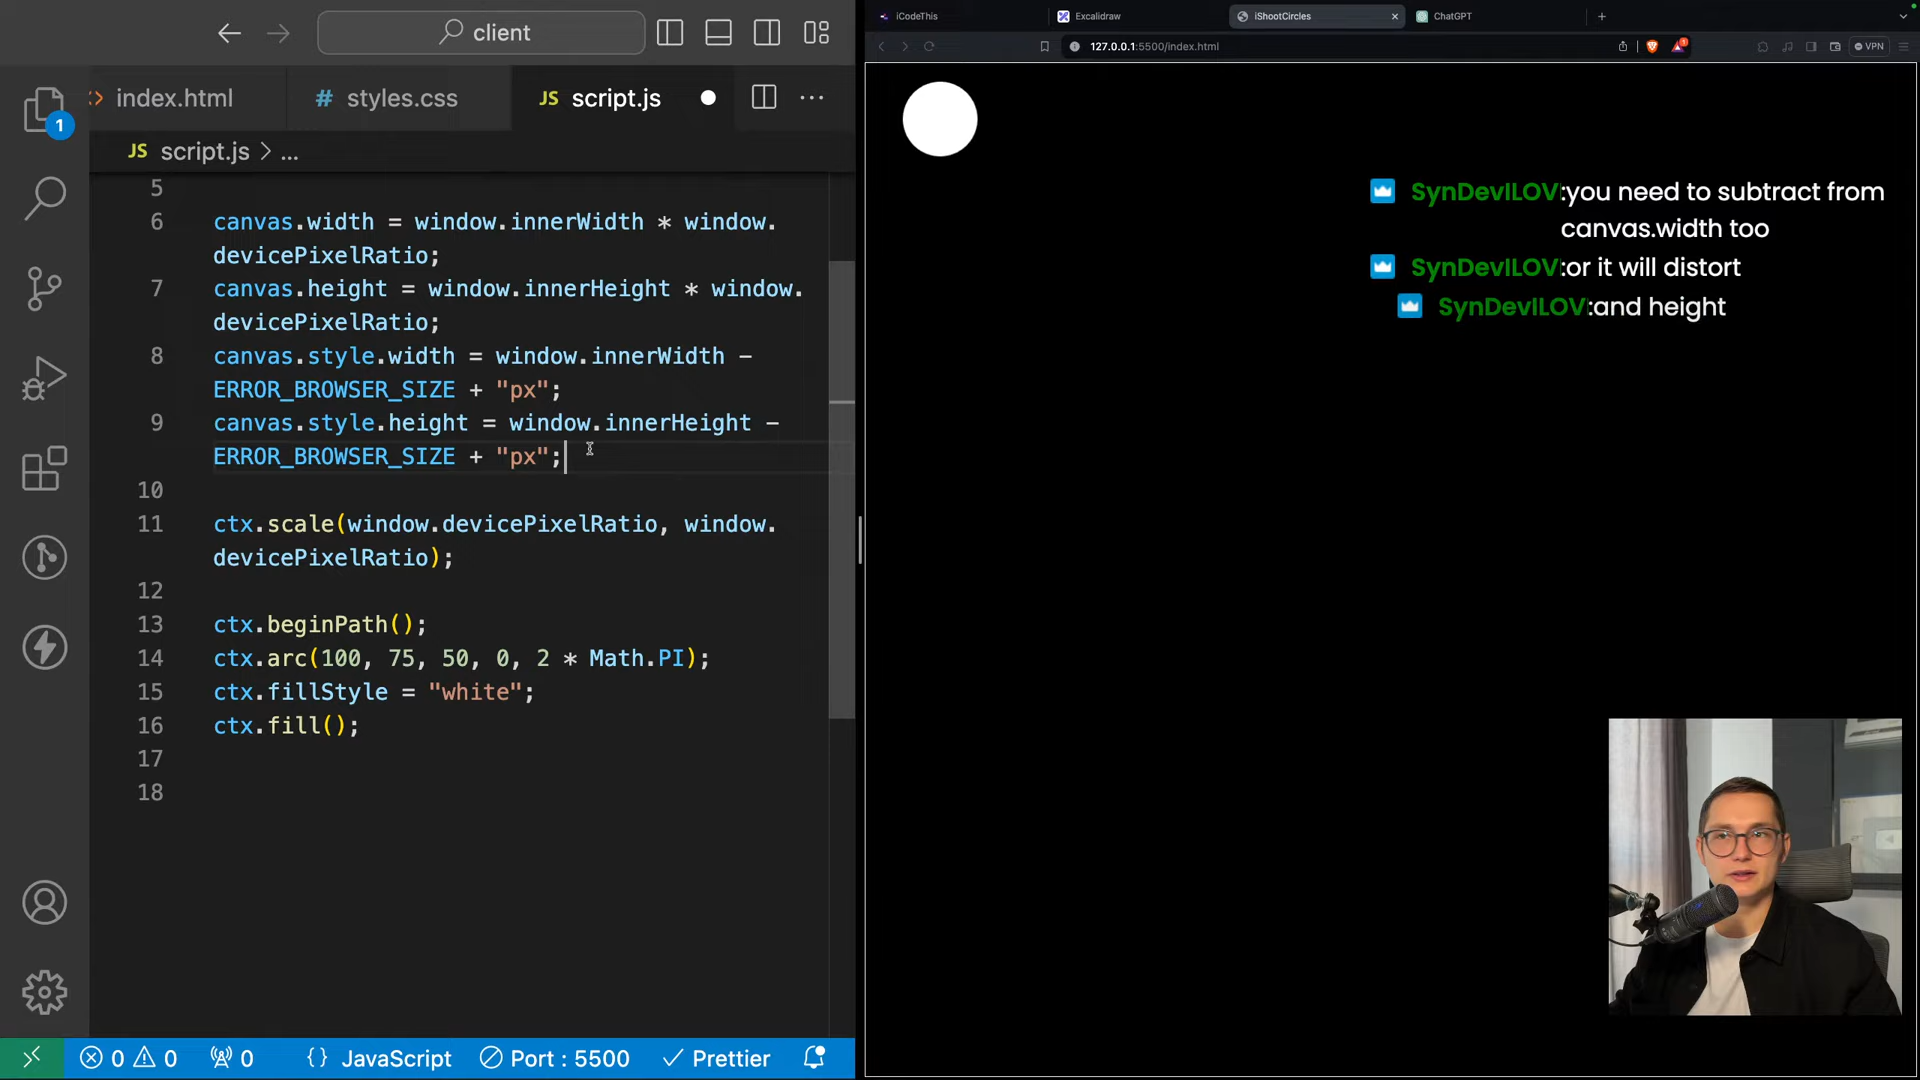 client
iCodeThis
Excalidraw
iShootCircles
ChatGPT
127.0.0.1:5500/index.html
1
VPN
index.html
# styles.css
JS script.js
JS script.js > ...
1
5
6 canvas.width = window.innerWidth * window.
devicePixelRatio;
7 canvas.height = window.innerHeight * window.
devicePixelRatio;
8 canvas.style.width = window.innerWidth -
ERROR_BROWSER_SIZE + "px";
9 canvas.style.height = window.innerHeight -
ERROR_BROWSER_SIZE + "px";
10
11 ctx.scale(window.devicePixelRatio, window.
devicePixelRatio);
12
13 ctx.beginPath();
14 ctx.arc(100, 75, 50, 0, 2 * Math.PI);
15 ctx.fillStyle = "white";
16 ctx.fill();
17
18
SynDevILOV:you need to subtract from
canvas.width too
SynDevILOV:or it will distort
SynDevILOV:and height
0 0 0 {} JavaScript Port : 5500 Prettier